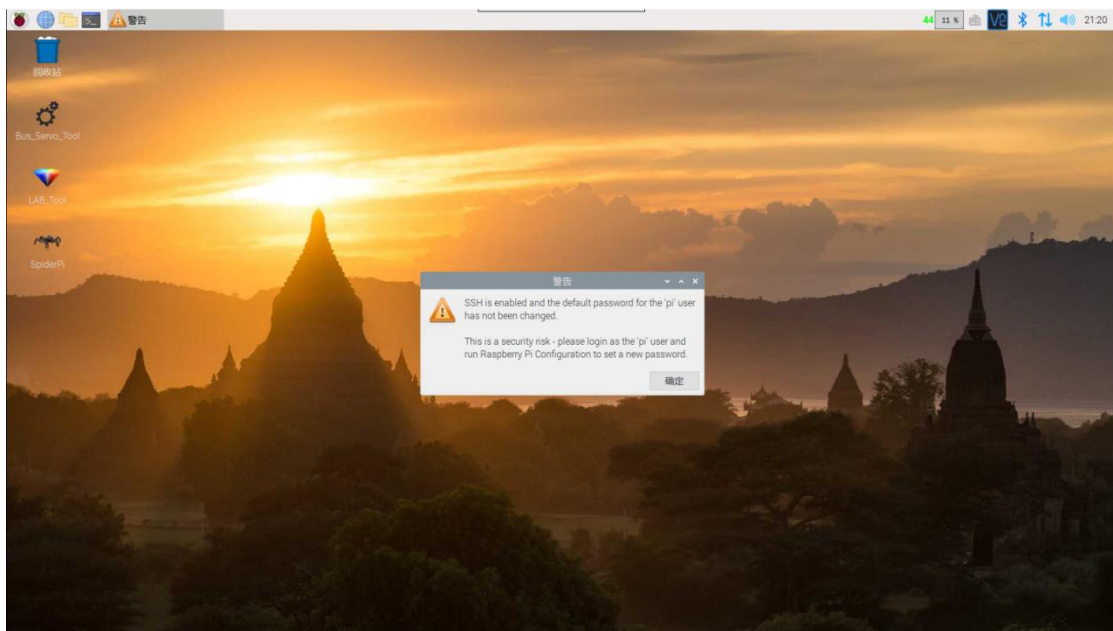 警告
44
11 %
V2
21:20
回收站
Bus_Servo_Tool
LAB_Tool
SpiderPi
警告
SSH is enabled and the default password for the 'pi' user
has not been changed.
This is a security risk - please login as the 'pi' user and
run Raspberry Pi Configuration to set a new password.
确定